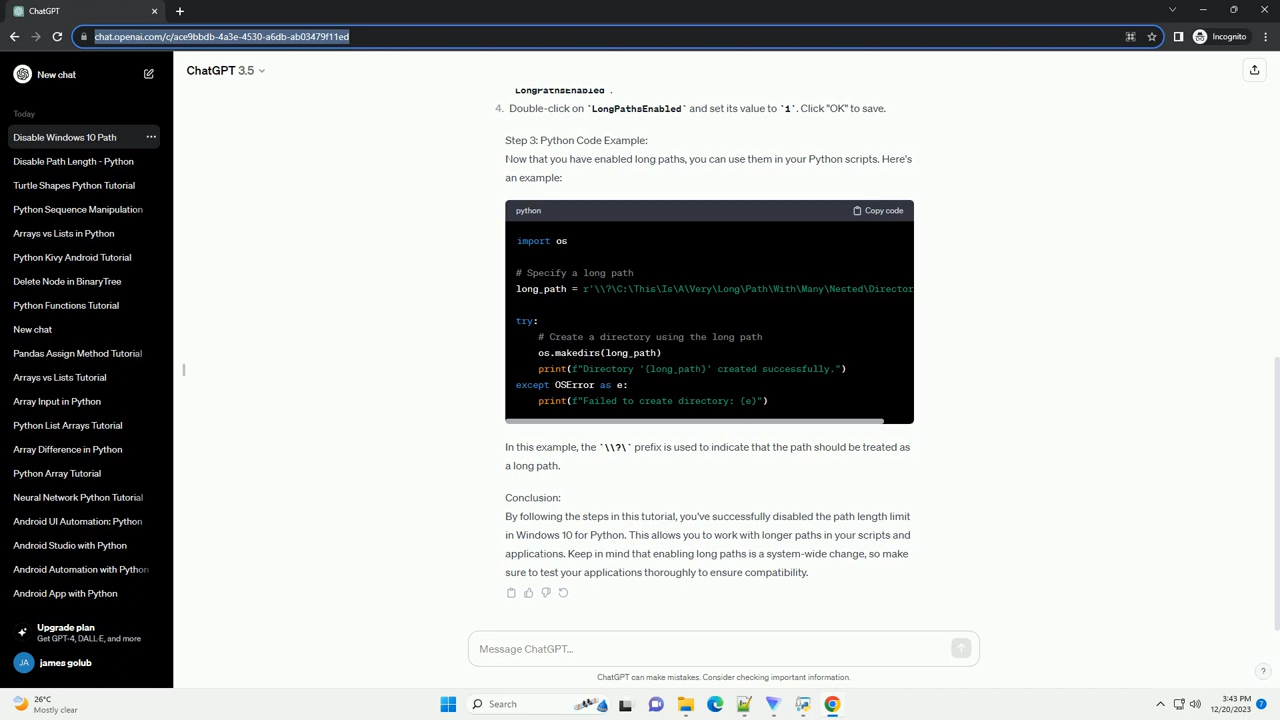 ChatGPT
chat.openai.com/c/ace9bbdb-4a3e-4530-a6db-ab03479f11ed
Incognito
New chat
Today
Disable Windows 10 Path
Disable Path Length - Python
Turtle Shapes Python Tutorial
Python Sequence Manipulation
Arrays vs Lists in Python
Python Kivy Android Tutorial
Delete Node in BinaryTree
Python Functions Tutorial
New chat
Pandas Assign Method Tutorial
Arrays vs Lists Tutorial
Array Input in Python
Python List Arrays Tutorial
Array Difference in Python
Python Array Tutorial
Neural Network Python Tutorial
Android UI Automation: Python
Android Studio with Python
Android Automation with Python
Android App with Python
Upgrade plan
Get GPT-4, DALL·E, and more
JA james golub
ChatGPT 3.5
`LongPathsEnabled`.
4. Double-click on `LongPathsEnabled` and set its value to `1`. Click "OK" to save.
Step 3: Python Code Example:
Now that you have enabled long paths, you can use them in your Python scripts. Here's
an example:
python Copy code
import os
# Specify a long path
long_path = r'\\?\C:\This\Is\A\Very\Long\Path\With\Many\Nested\Director
try:
# Create a directory using the long path
os.makedirs(long_path)
print(f"Directory '{long_path}' created successfully.")
except OSError as e:
print(f"Failed to create directory: {e}")
In this example, the `\\?\` prefix is used to indicate that the path should be treated as
a long path.
Conclusion:
By following the steps in this tutorial, you've successfully disabled the path length limit
in Windows 10 for Python. This allows you to work with longer paths in your scripts and
applications. Keep in mind that enabling long paths is a system-wide change, so make
sure to test your applications thoroughly to ensure compatibility.
Message ChatGPT...
ChatGPT can make mistakes. Consider checking important information.
?
26°C
Mostly clear
Search
3:43 PM
12/20/2023
7